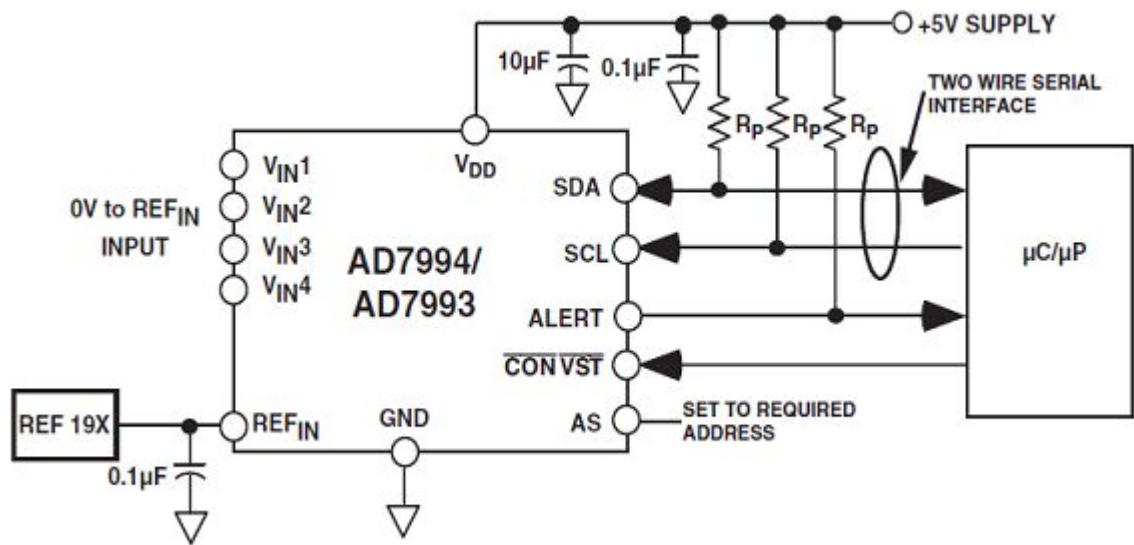 +5V SUPPLY
10µF
0.1µF
TWO WIRE SERIAL
INTERFACE
RP
RP
RP
VDD
VIN1
VIN2
VIN3
VIN4
0V to REFIN
INPUT
SDA
SCL
AD7994/
AD7993
µC/µP
ALERT
CONVST
REF 19X
REFIN
GND
AS
SET TO REQUIRED
ADDRESS
0.1µF